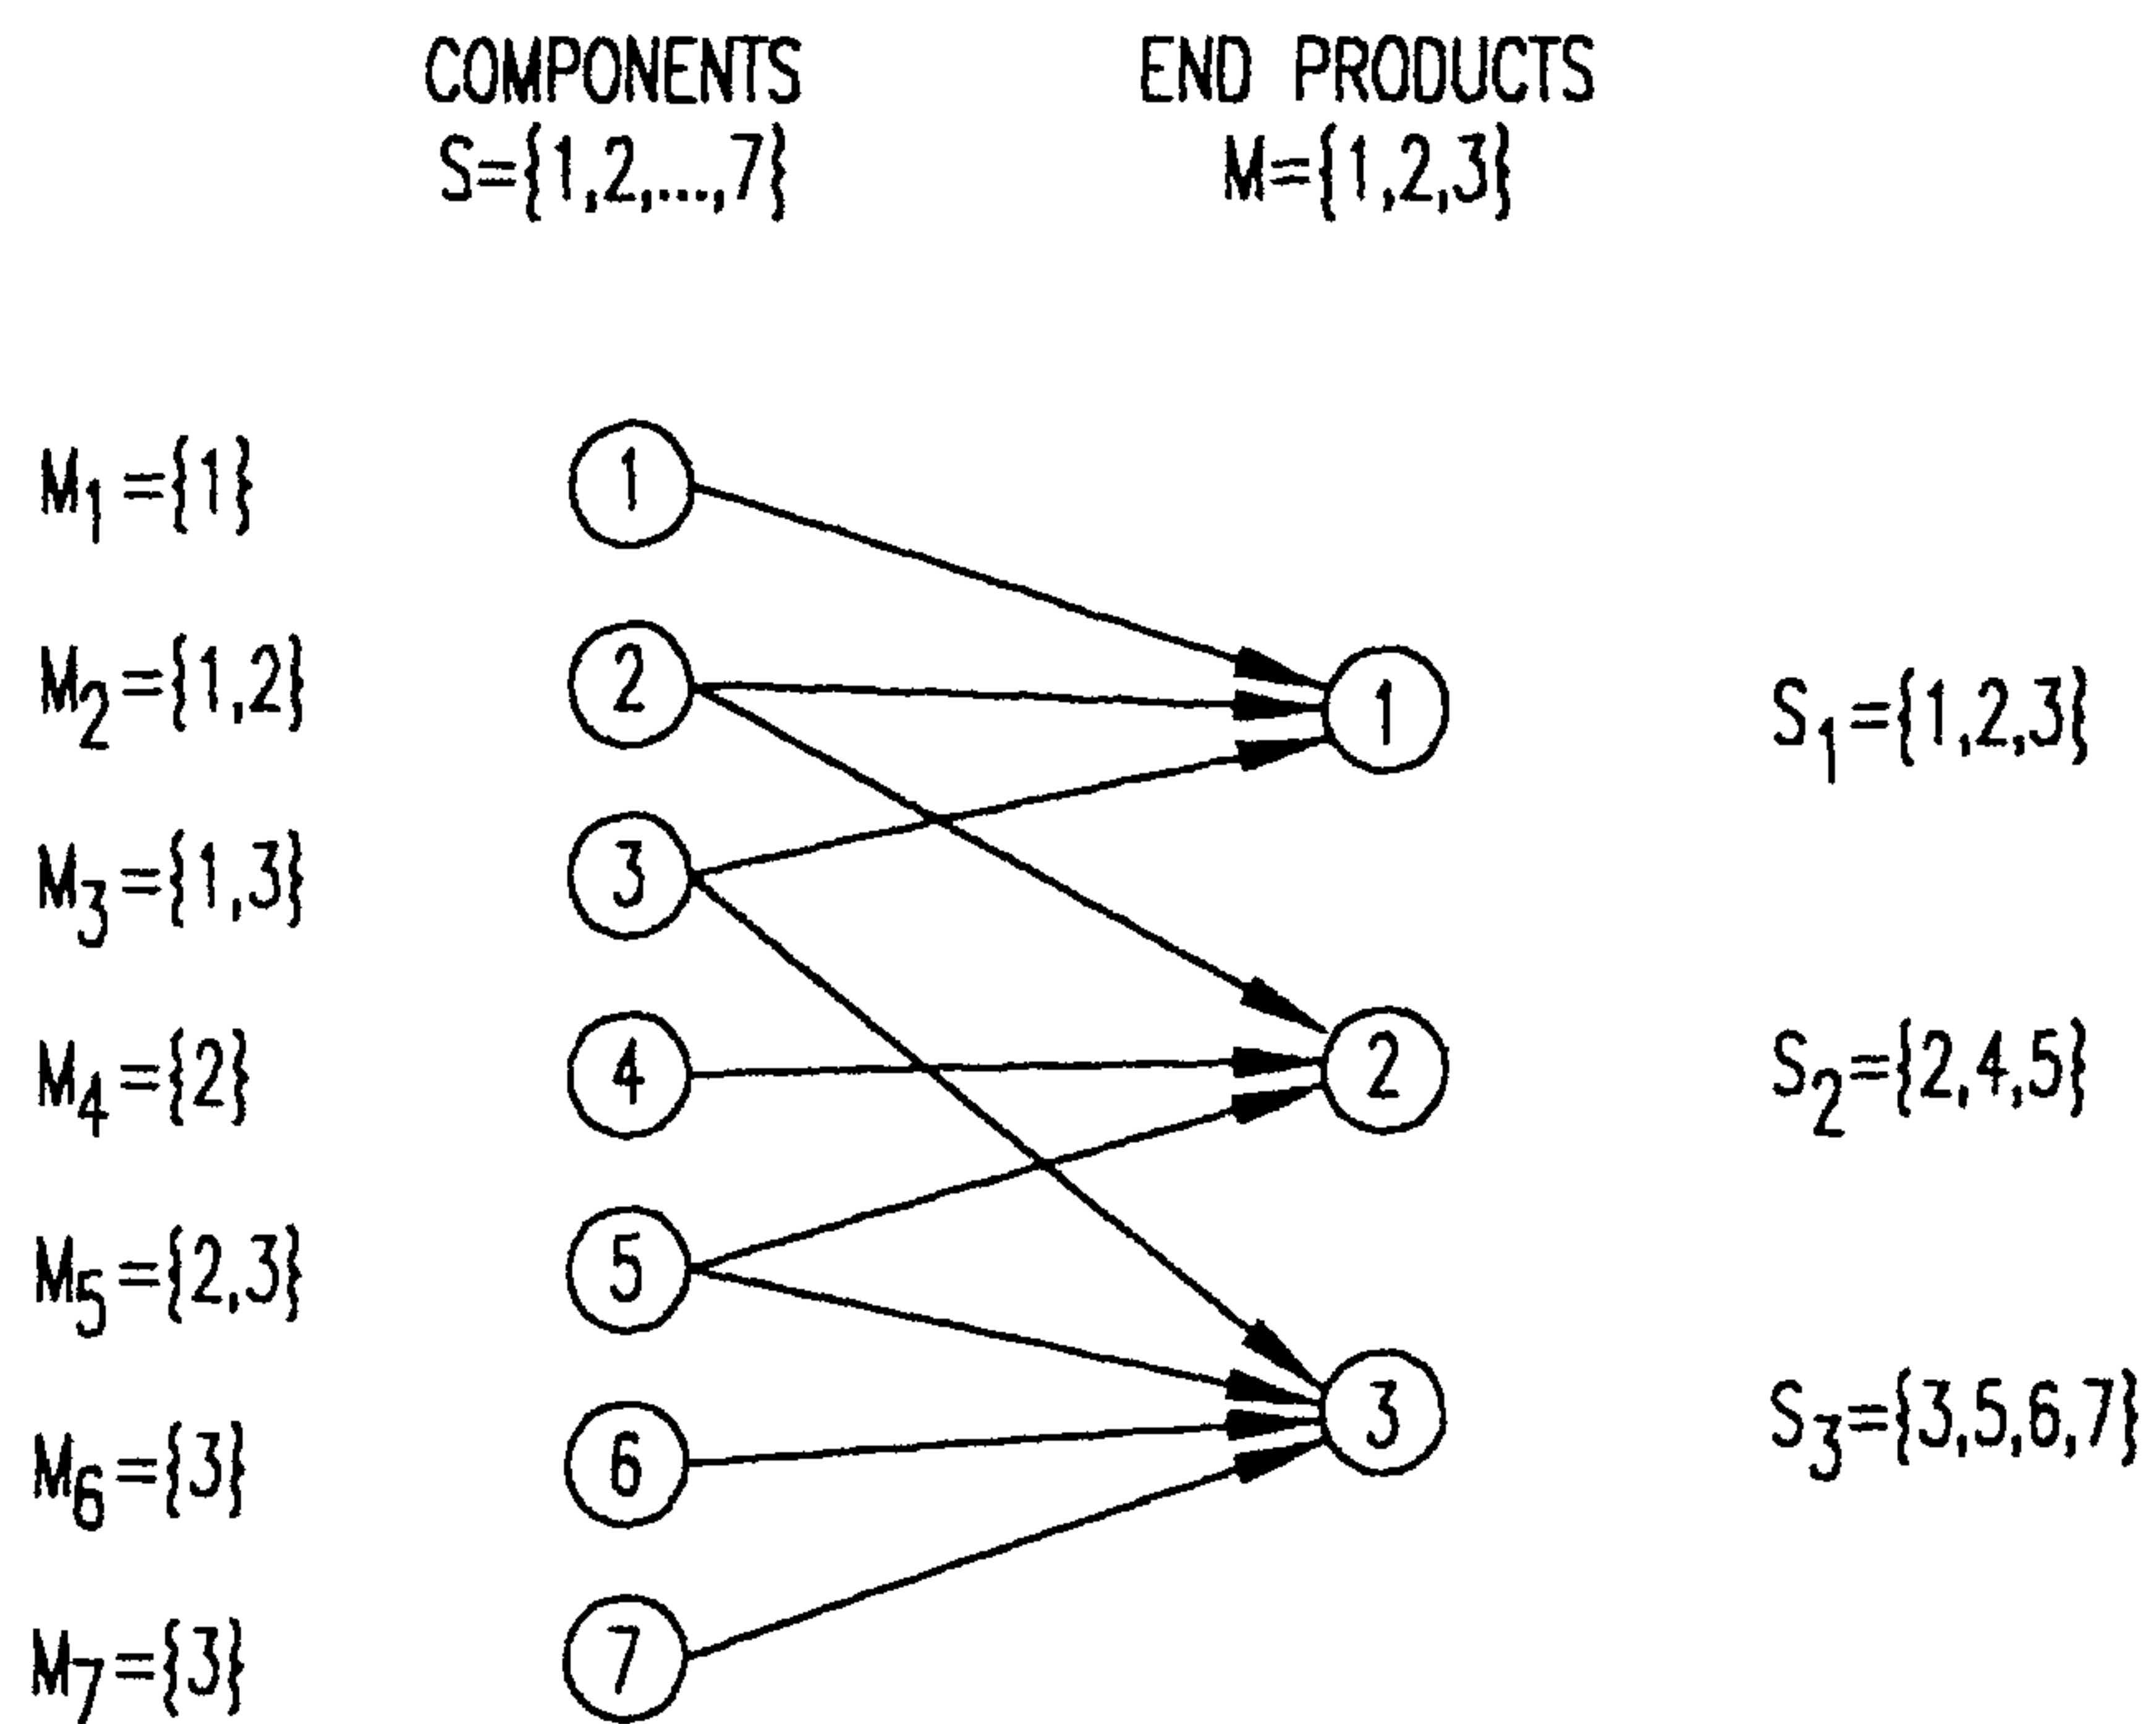 COMPONENTS
S={1,2,...,7}
END PRODUCTS
M={1,2,3}
M1={1}
1
M2={1,2}
2
1
S1={1,2,3}
M3={1,3}
3
M4={2}
4
2
S2={2,4,5}
M5={2,3}
5
3
S3={3,5,6,7}
M6={3}
6
M7={3}
7